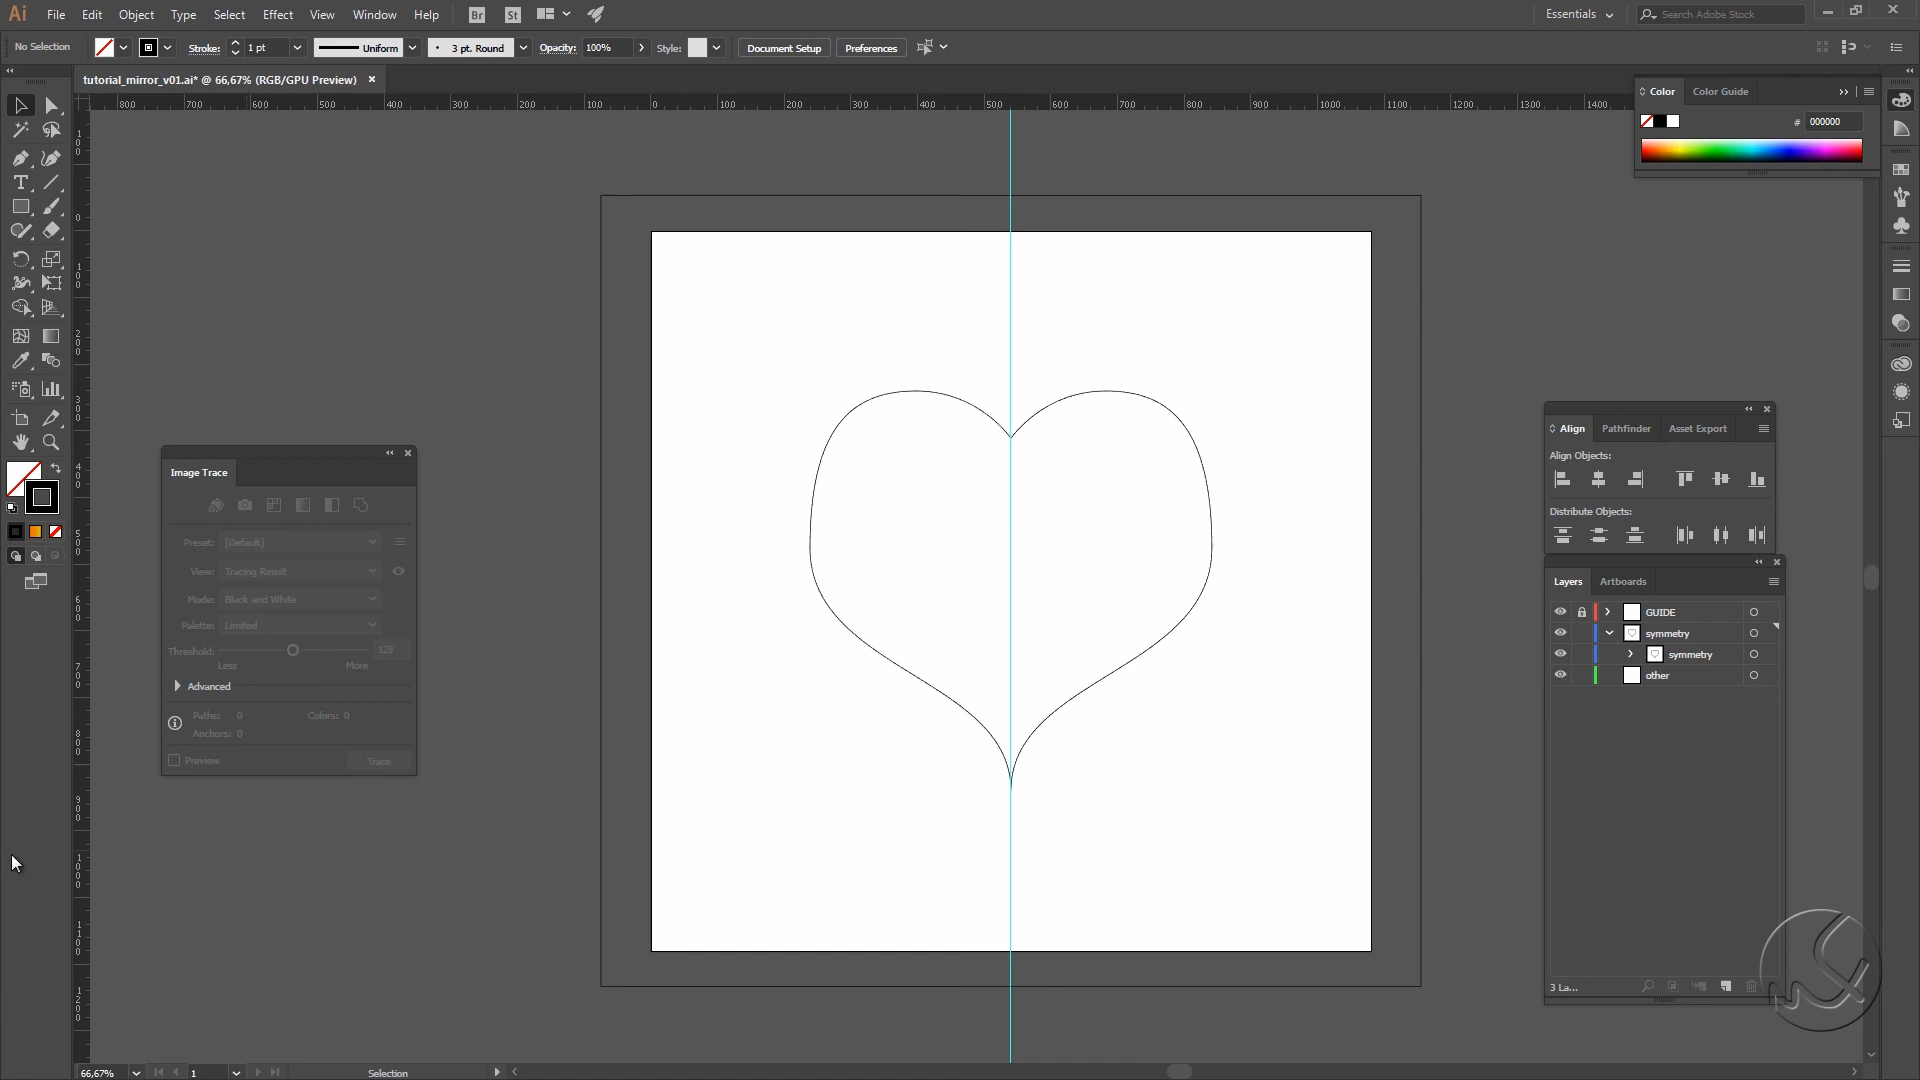 Ai File Edit Object Type Select Effect View Window Help Br St Essentials Search Adobe Stock
No Selection Stroke: 1 pt Uniform 3 pt. Round Opacity: 100% Style: Document Setup Preferences
tutorial_mirror_v01.ai* @ 66,67% (RGB/GPU Preview)
800 700 600 500 400 300 200 100 0 100 200 300 400 500 600 700 800 900 1000 1100 1200 1300 1400
Color Color Guide
# 000000
Image Trace
Preset: [Default]
View: Tracing Result
Mode: Black and White
Palette: Limited
Threshold: 128
Less More
Advanced
Paths: 0 Colors: 0
Anchors: 0
Preview Trace
Align Pathfinder Asset Export
Align Objects:
Distribute Objects:
Layers Artboards
GUIDE
symmetry
symmetry
other
3 La...
66,67% 1 Selection